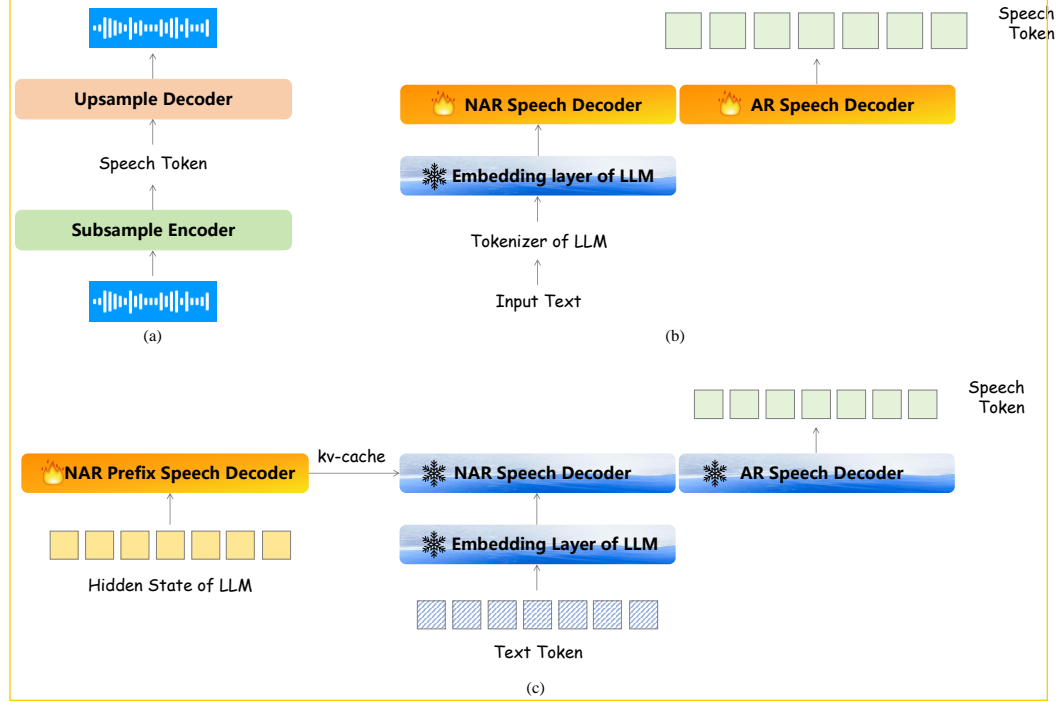 Upsample Decoder
Speech Token
Subsample Encoder
(a)
Speech
Token
NAR Speech Decoder
AR Speech Decoder
Embedding layer of LLM
Tokenizer of LLM
Input Text
(b)
Speech
Token
NAR Prefix Speech Decoder
kv-cache
NAR Speech Decoder
AR Speech Decoder
Embedding Layer of LLM
Hidden State of LLM
Text Token
(c)